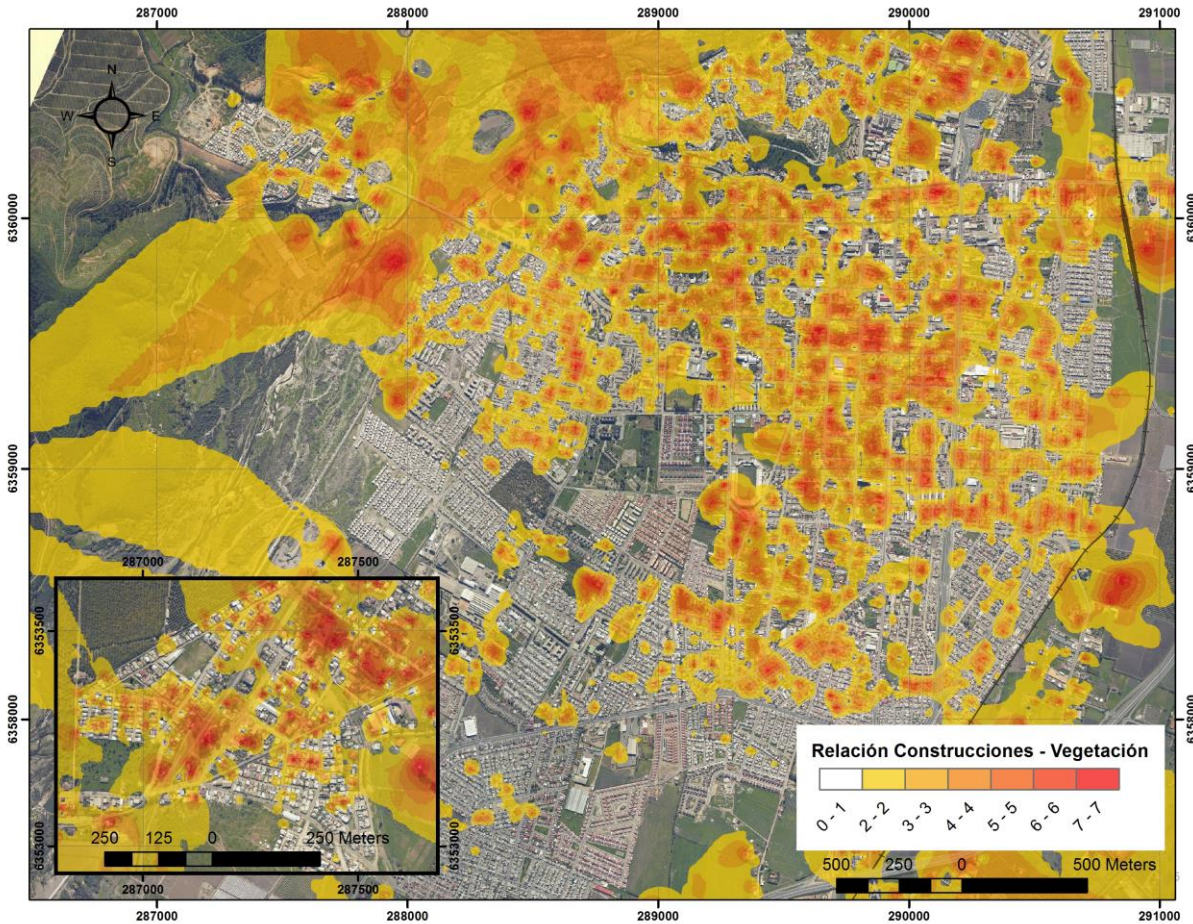 287000 288000 289000 290000 291000
N
W E
S
6360000 6360000
6359000 6359000
287000 287500
6353500 6353500
6358000 6358000
Relación Construcciones - Vegetación
0 - 1 2 - 2 3 - 3 4 - 4 5 - 5 6 - 6 7 - 7
250 125 0 250 Meters
6353000 6353000
500 250 0 500 Meters
287000 287500
287000 288000 289000 290000 291000